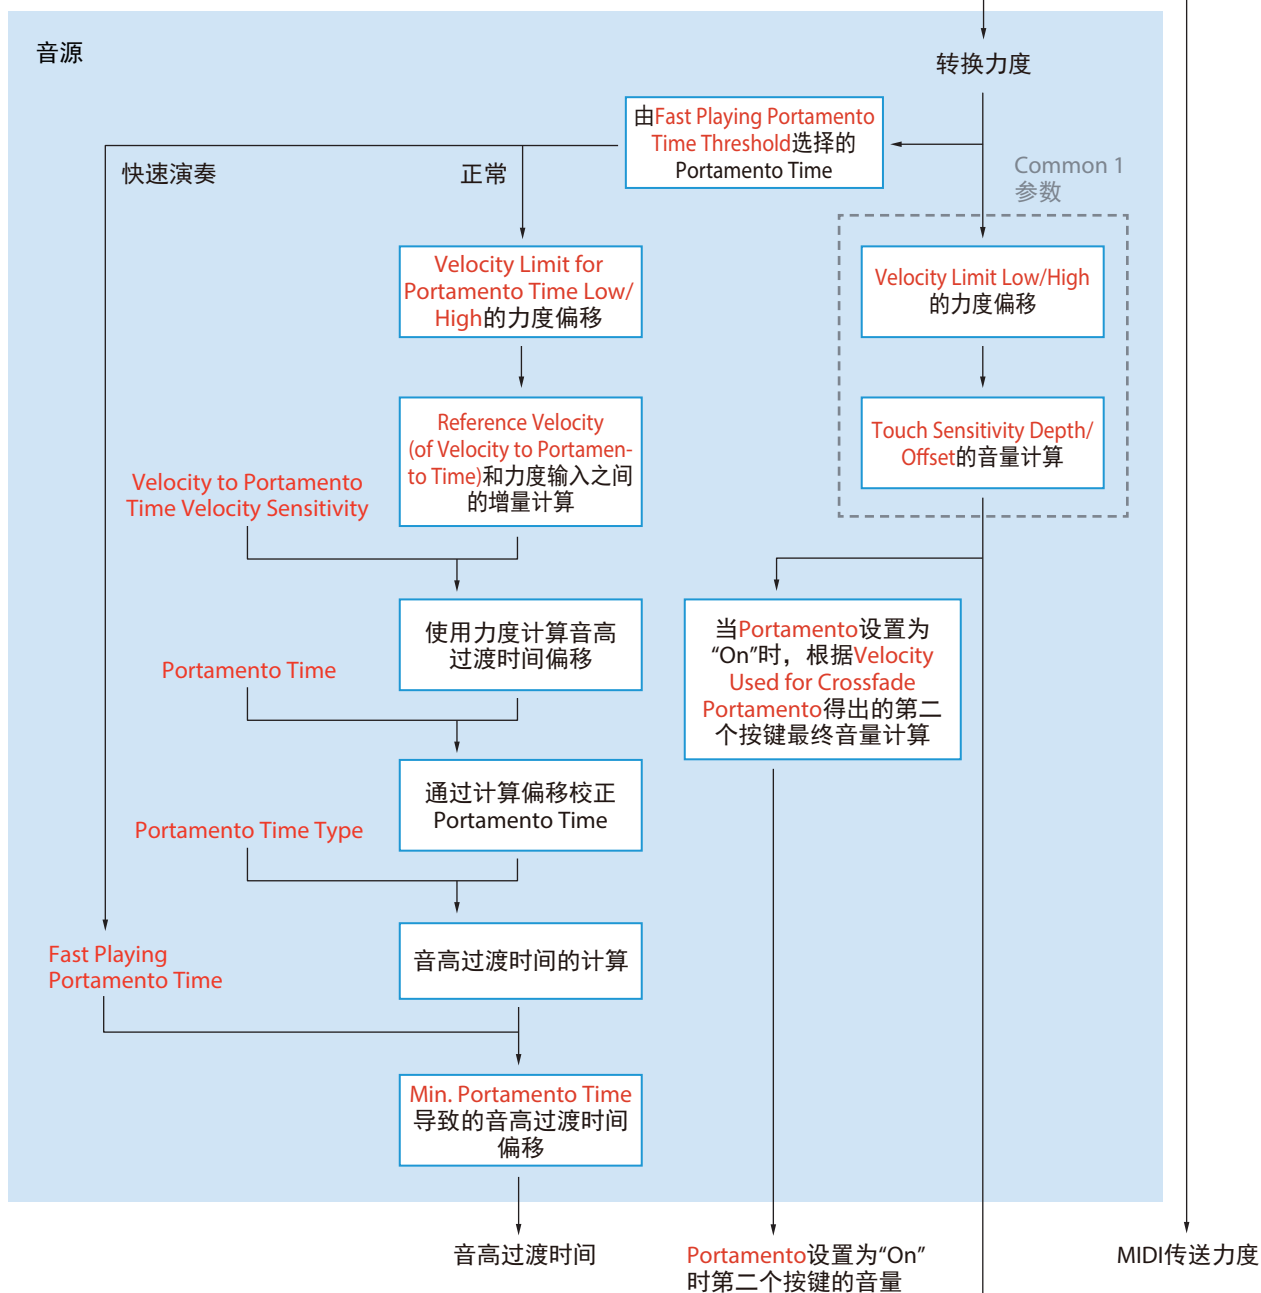 音源
转换力度
由Fast Playing Portamento
Time Threshold选择的
Portamento Time
快速演奏
正常
Common 1
参数
Velocity Limit for
Portamento Time Low/
High的力度偏移
Velocity Limit Low/High
的力度偏移
Reference Velocity
(of Velocity to Portamen-
to Time)和力度输入之间
的增量计算
Touch Sensitivity Depth/
Offset的音量计算
Velocity to Portamento
Time Velocity Sensitivity
使用力度计算音高
过渡时间偏移
当Portamento设置为
“On”时，根据Velocity
Used for Crossfade
Portamento得出的第二
个按键最终音量计算
Portamento Time
通过计算偏移校正
Portamento Time
Portamento Time Type
音高过渡时间的计算
Fast Playing
Portamento Time
Min. Portamento Time
导致的音高过渡时间
偏移
音高过渡时间
Portamento设置为“On”
时第二个按键的音量
MIDI传送力度